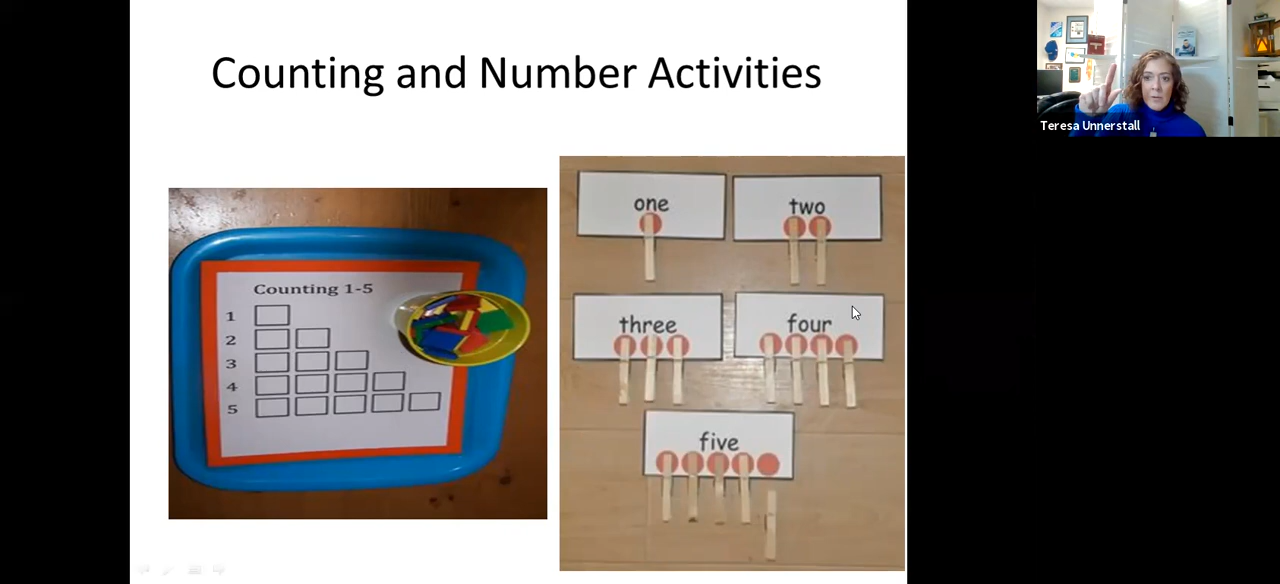 Counting and Number Activities
Teresa Unnerstall
Counting 1-5
1
2
3
4
5
one
two
three
four
five